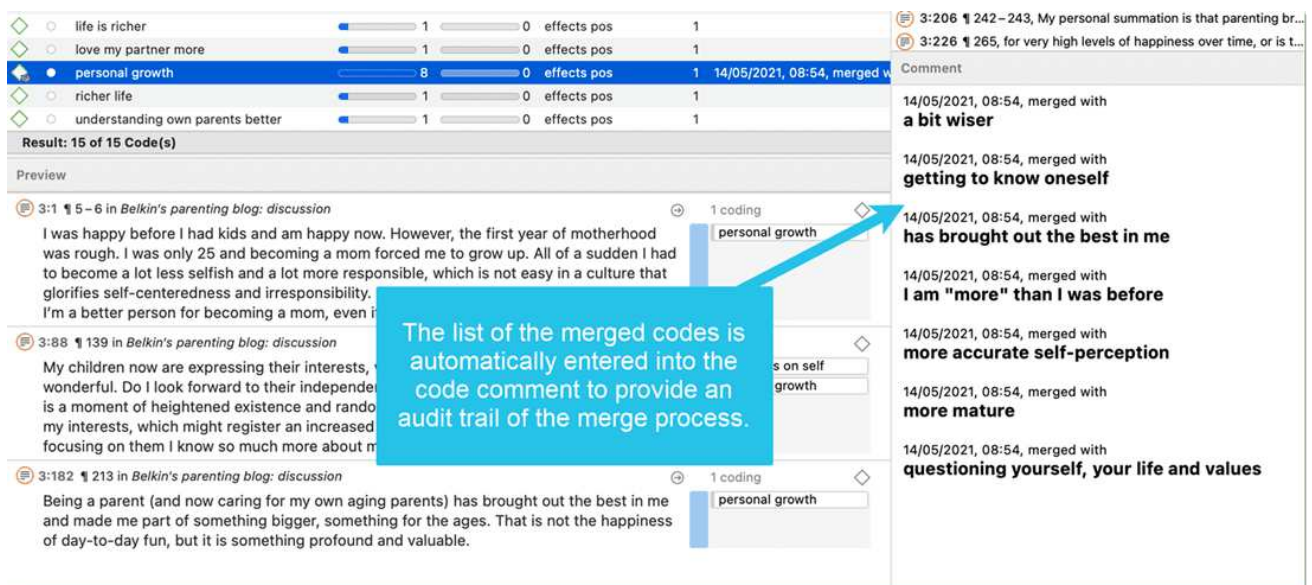 life is richer 1 0 effects pos 1
love my partner more 1 0 effects pos 1
personal growth 8 0 effects pos 1 14/05/2021, 08:54, merged w
richer life 1 0 effects pos 1
understanding own parents better 1 0 effects pos 1
Result: 15 of 15 Code(s)
Preview
3:1 ¶ 5 – 6 in Belkin's parenting blog: discussion
1 coding
personal growth
I was happy before I had kids and am happy now. However, the first year of motherhood
was rough. I was only 25 and becoming a mom forced me to grow up. All of a sudden I had
to become a lot less selfish and a lot more responsible, which is not easy in a culture that
glorifies self-centeredness and irresponsibility.
I'm a better person for becoming a mom, even
3:88 ¶ 139 in Belkin's parenting blog: discussion
My children now are expressing their interests,
wonderful. Do I look forward to their
is a moment of heightened existence and
my interests, which might register an increased
focusing on them I know so much more about
s on self
growth
3:182 ¶ 213 in Belkin's parenting blog: discussion
1 coding
personal growth
Being a parent (and now caring for my own aging parents) has brought out the best in me
and made me part of something bigger, something for the ages. That is not the happiness
of day-to-day fun, but it is something profound and valuable.
The list of the merged codes is
automatically entered into the
code comment to provide an
audit trail of the merge process.
3:206 ¶ 242 – 243, My personal summation is that parenting br...
3:226 ¶ 265, for very high levels of happiness over time, or is t...
Comment
14/05/2021, 08:54, merged with
a bit wiser
14/05/2021, 08:54, merged with
getting to know oneself
14/05/2021, 08:54, merged with
has brought out the best in me
14/05/2021, 08:54, merged with
I am "more" than I was before
14/05/2021, 08:54, merged with
more accurate self-perception
14/05/2021, 08:54, merged with
more mature
14/05/2021, 08:54, merged with
questioning yourself, your life and values